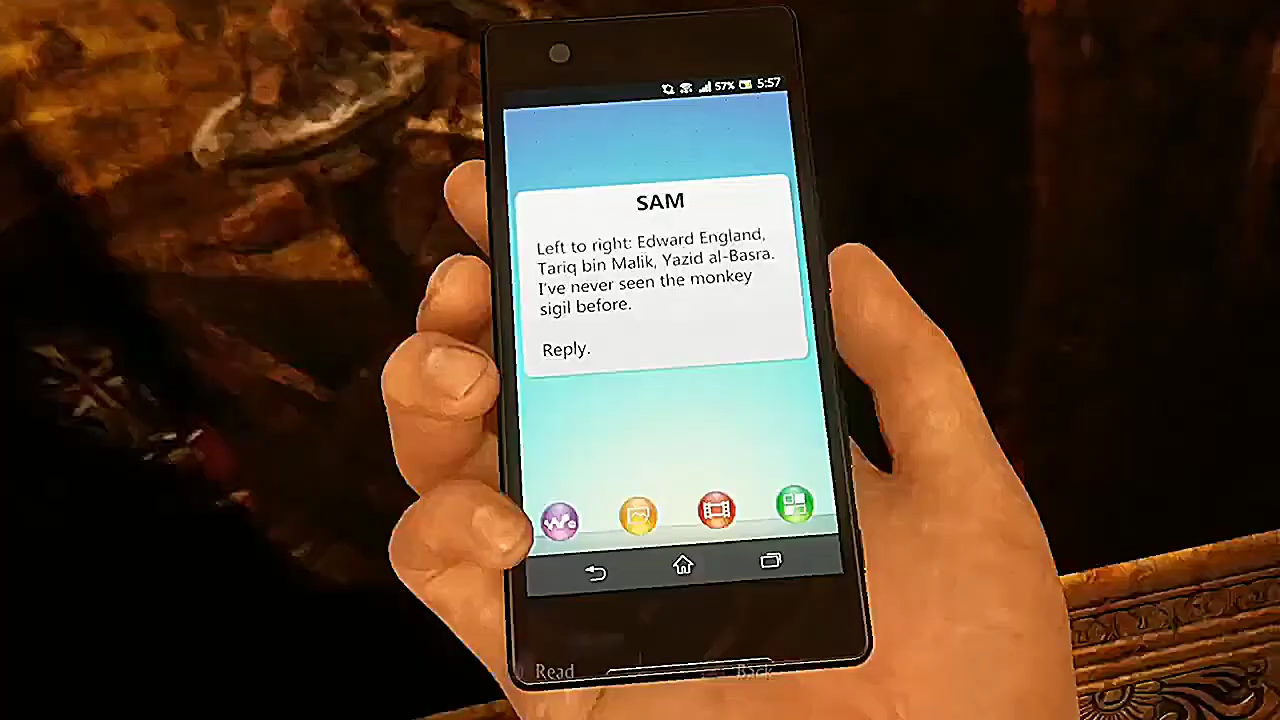 57% 5:57
SAM
Left to right: Edward England,
Tariq bin Malik, Yazid al-Basra.
I've never seen the monkey
sigil before.
Reply.
Read Back